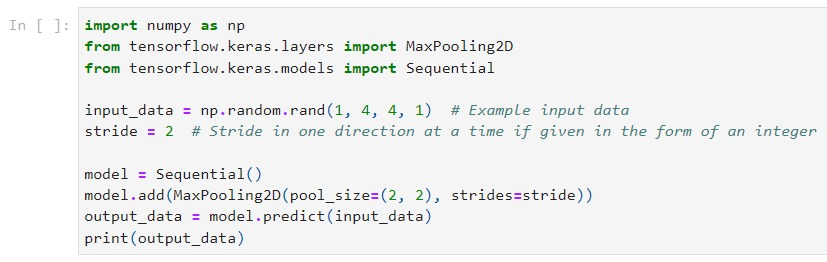 In [ ]: import numpy as np
from tensorflow.keras.layers import MaxPooling2D
from tensorflow.keras.models import Sequential
input_data = np.random.rand(1, 4, 4, 1)  # Example input data
stride = 2  # Stride in one direction at a time if given in the form of an integer
model = Sequential()
model.add(MaxPooling2D(pool_size=(2, 2), strides=stride))
output_data = model.predict(input_data)
print(output_data)